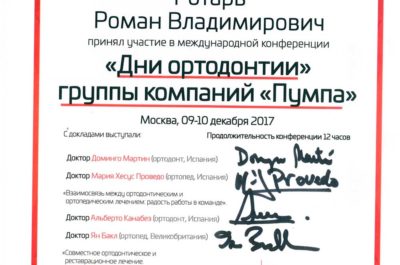 Ротарь
Роман Владимирович
принял участие в международной конференции
«Дни ортодонтии»
группы компаний «Пумпа»
Москва, 09-10 декабря 2017
С докладами выступали:
Продолжительность конференции 12 часов
Доктор Доминго Мартин (ортодонт, Испания)
Доктор Мария Хесус Проведо (ортопед, Испания)
Provedo
«Взаимосвязь между ортодонтическим и
ортопедическим лечением: радость работы в команде».
Доктор Альберто Канабез (ортодонт, Испания)
Доктор Ян Бакл (ортопед, Великобритания)
«Совместное ортодонтическое и
реставрационное лечение.